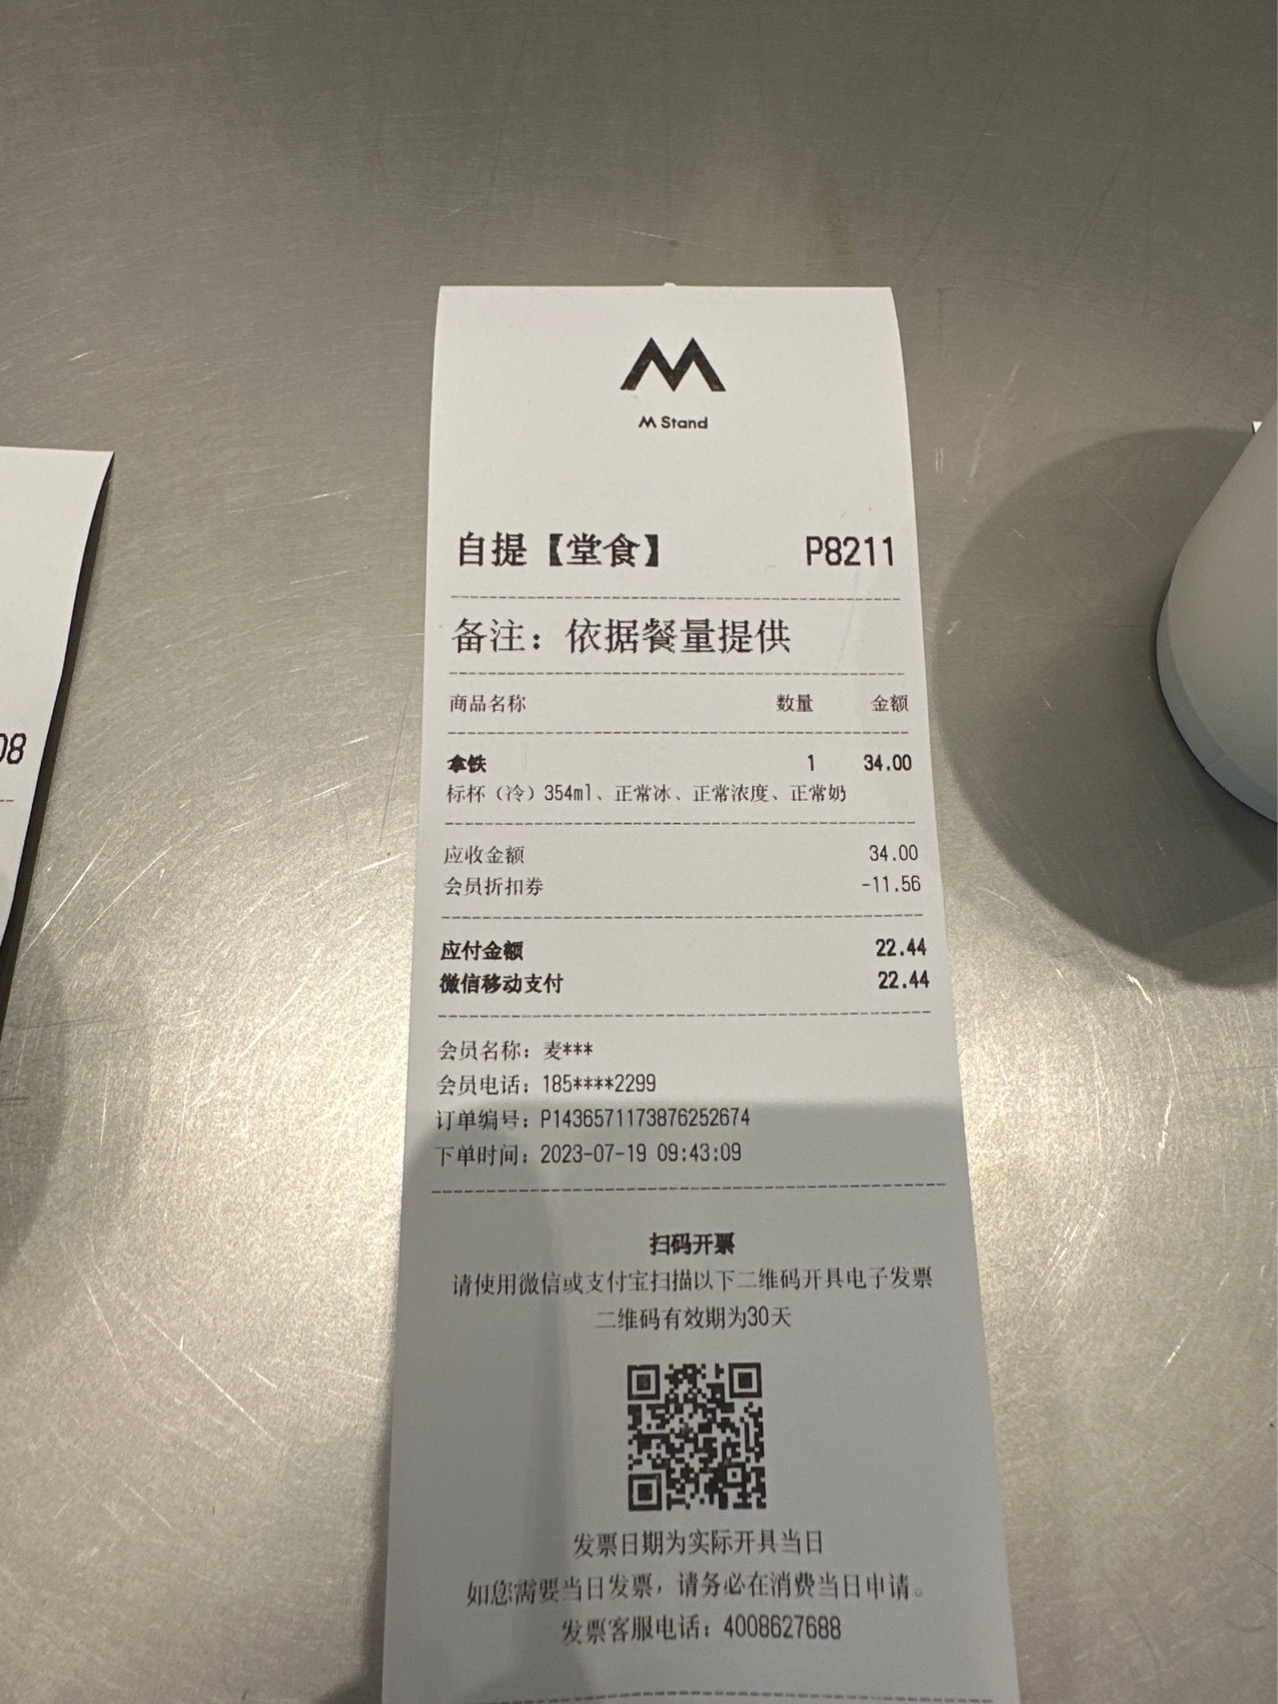 M Stand
自提【堂食】 P8211
备注：依据餐量提供
商品名称 数量 金额
拿铁 1 34.00
标杯（冷）354ml、正常冰、正常浓度、正常奶
应收金额 34.00
会员折扣券 -11.56
应付金额 22.44
微信移动支付 22.44
会员名称：麦***
会员电话：185****2299
订单编号：P1436571173876252674
下单时间：2023-07-19 09:43:09
扫码开票
请使用微信或支付宝扫描以下二维码开具电子发票
二维码有效期为30天
发票日期为实际开具当日
如您需要当日发票，请务必在消费当日申请。
发票客服电话：4008627688
08